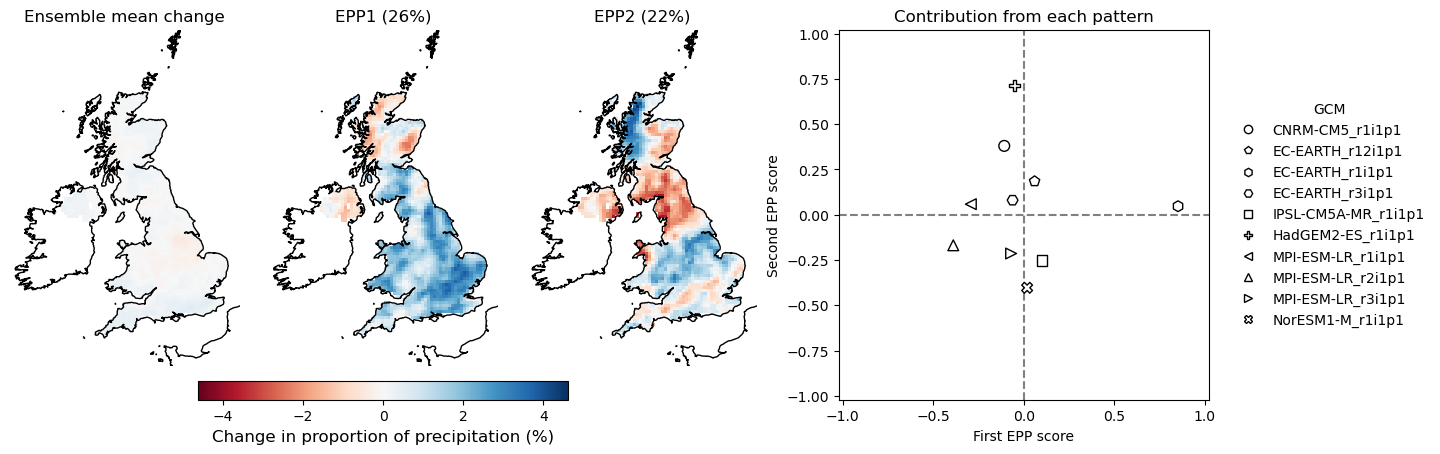 Ensemble mean change
EPP1 (26%)
EPP2 (22%)
Contribution from each pattern
−4
−2
0
2
4
Change in proportion of precipitation (%)
1.00
0.75
0.50
0.25
0.00
−0.25
−0.50
−0.75
−1.00
Second EPP score
−1.0
−0.5
0.0
0.5
1.0
First EPP score
GCM
CNRM-CM5_r1i1p1
EC-EARTH_r12i1p1
EC-EARTH_r1i1p1
EC-EARTH_r3i1p1
IPSL-CM5A-MR_r1i1p1
HadGEM2-ES_r1i1p1
MPI-ESM-LR_r1i1p1
MPI-ESM-LR_r2i1p1
MPI-ESM-LR_r3i1p1
NorESM1-M_r1i1p1